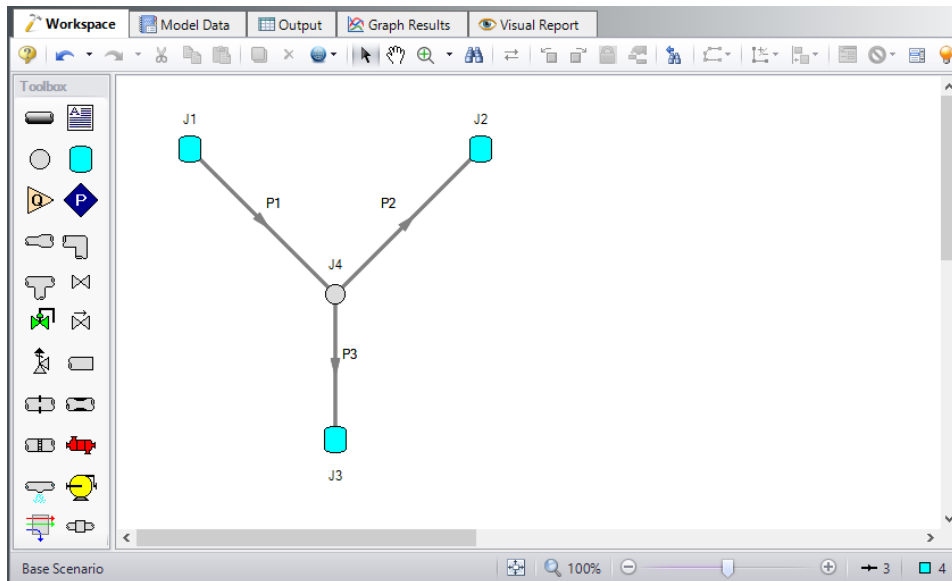 Workspace Model Data Output Graph Results Visual Report
Toolbox
A
Q P
J1 J2
P1 P2
J4
P3
J3
Base Scenario 100% 3 4